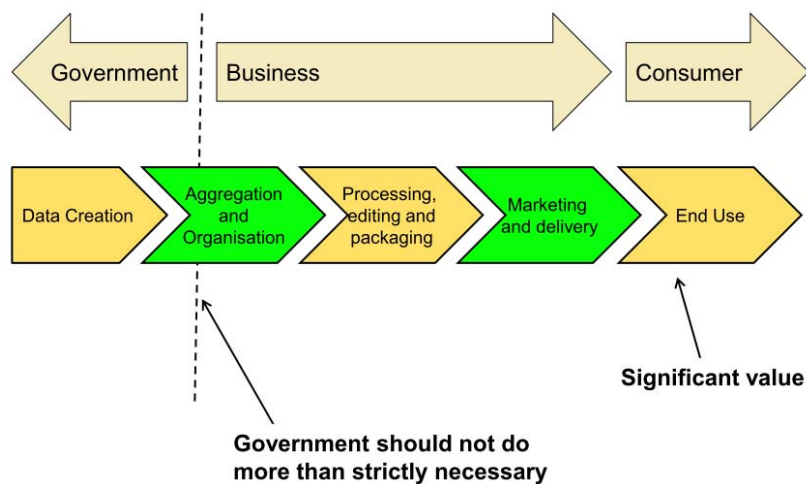 Government
Business
Consumer
Data Creation
Aggregation
and
Organisation
Processing,
editing and
packaging
Marketing
and delivery
End Use
Significant value
Government should not do
more than strictly necessary